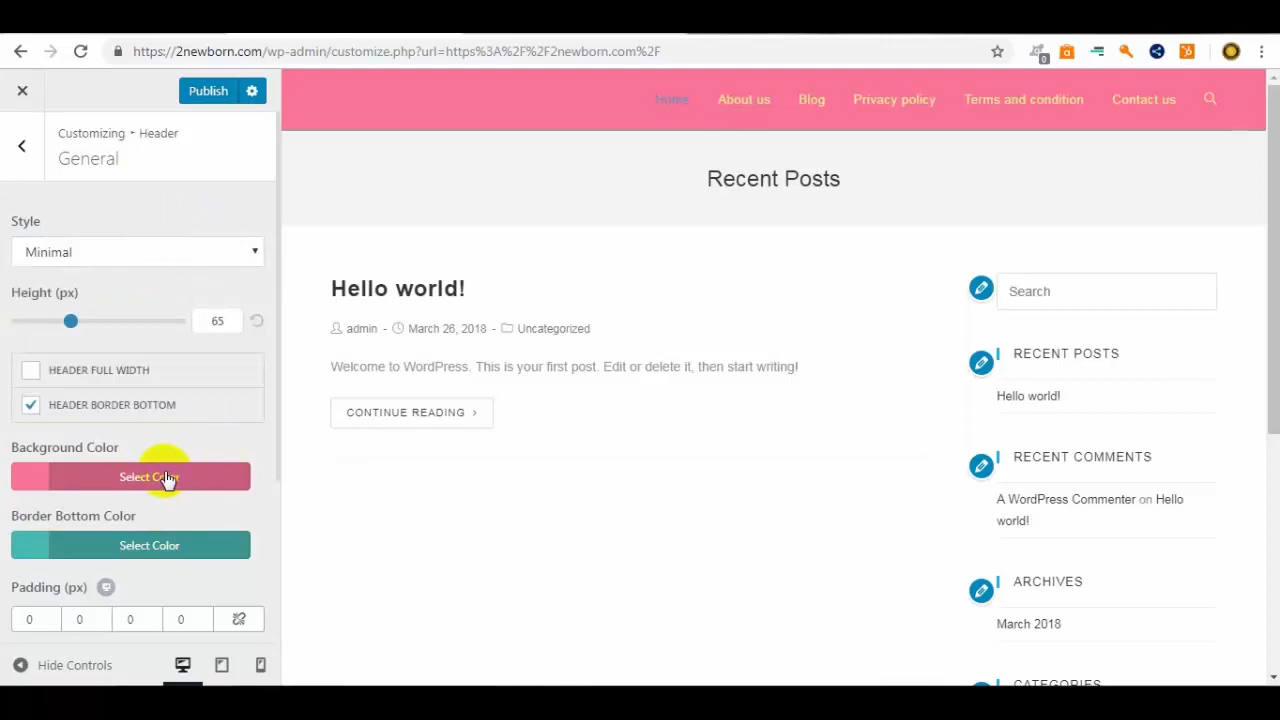 https://2newborn.com/wp-admin/customize.php?url=https%3A%2F%2F2newborn.com%2F
0
Publish
Customizing ‣ Header
General
Style
Minimal
Height (px)
65
HEADER FULL WIDTH
HEADER BORDER BOTTOM
Background Color
Select Color
Border Bottom Color
Select Color
Padding (px)
0 0 0 0
Hide Controls
Home About us Blog Privacy policy Terms and condition Contact us
Recent Posts
Hello world!
admin - March 26, 2018 - Uncategorized
Welcome to WordPress. This is your first post. Edit or delete it, then start writing!
CONTINUE READING >
Search
RECENT POSTS
Hello world!
RECENT COMMENTS
A WordPress Commenter on Hello
world!
ARCHIVES
March 2018
CATEGORIES